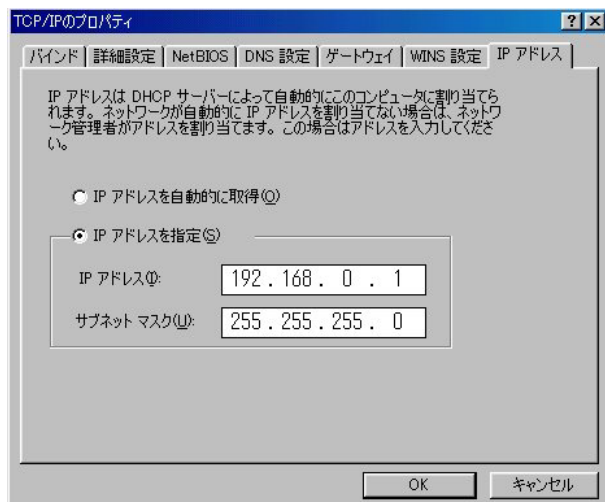 TCP/IPのプロパティ
バインド 詳細設定 NetBIOS DNS 設定 ゲートウェイ WINS 設定 IP アドレス
IP アドレスは DHCP サーバーによって自動的にこのコンピュータに割り当てら
れます。ネットワークが自動的に IP アドレスを割り当てない場合は、ネットワ
ーク管理者がアドレスを割り当てます。この場合はアドレスを入力してくださ
い。
IP アドレスを自動的に取得(O)
IP アドレスを指定(S)
IP アドレス(I): 192 . 168 . 0 . 1
サブネット マスク(U): 255 . 255 . 255 . 0
OK キャンセル